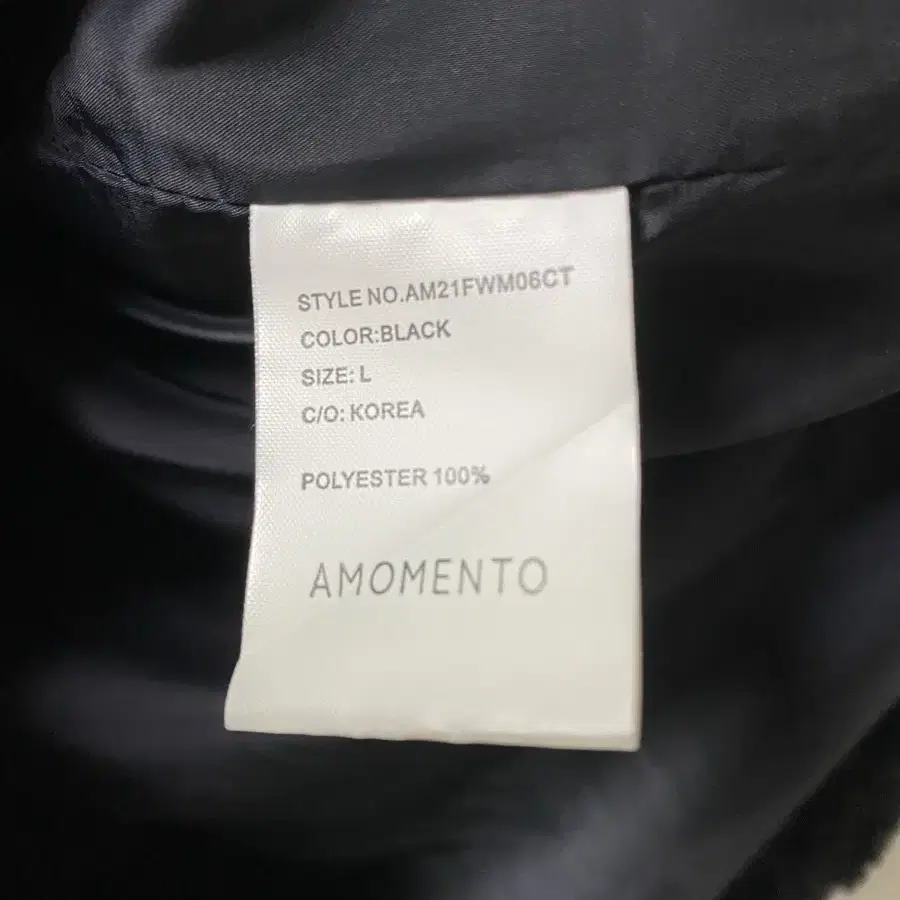 STYLE NO.AM21FWM06CT
COLOR:BLACK
SIZE: L
C/O: KOREA
POLYESTER 100%
AMOMENTO